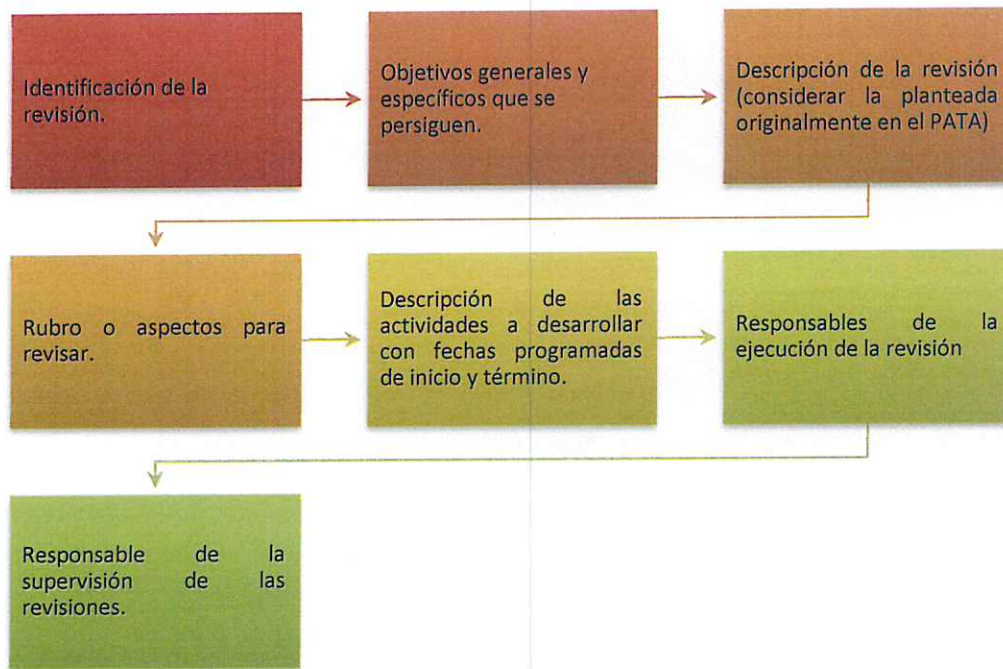 Identificación de la
revisión.
Objetivos generales y
específicos que se
persiguen.
Descripción de la revisión
(considerar la planteada
originalmente en el PATA)
Rubro o aspectos para
revisar.
Descripción de las
actividades a desarrollar
con fechas programadas
de inicio y término.
Responsables de la
ejecución de la revisión
Responsable de la
supervisión de las
revisiones.